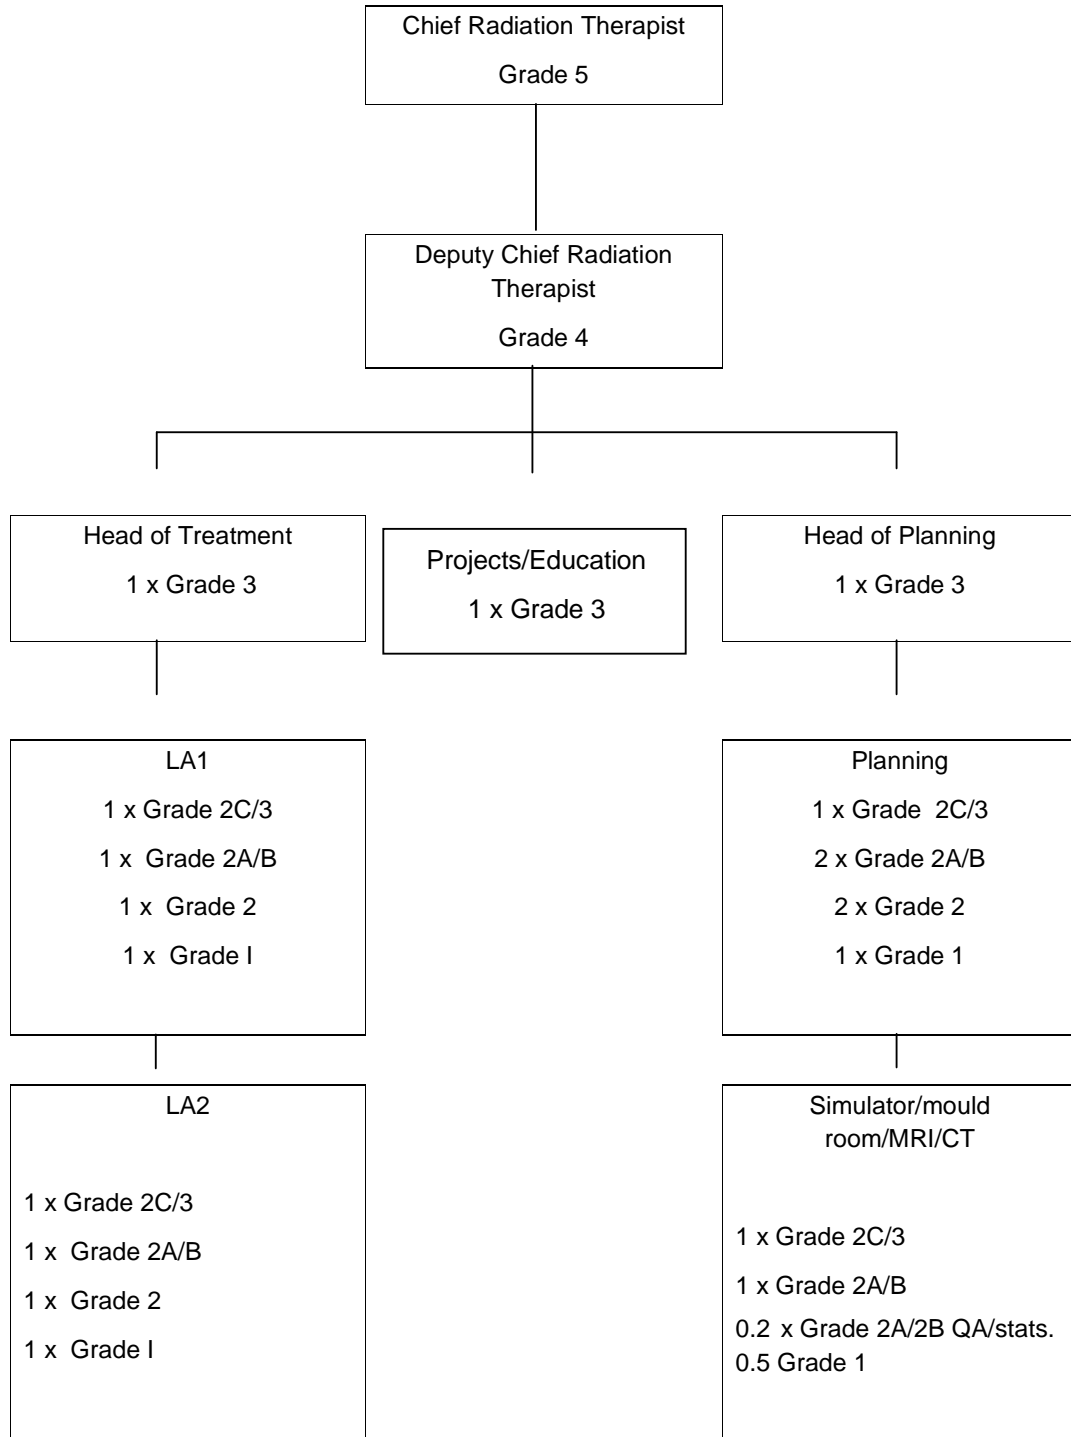 Chief Radiation Therapist
Grade 5
Deputy Chief Radiation
Therapist
Grade 4
Head of Treatment
1 x Grade 3
Projects/Education
1 x Grade 3
Head of Planning
1 x Grade 3
LA1
1 x Grade 2C/3
1 x Grade 2A/B
1 x Grade 2
1 x Grade I
Planning
1 x Grade 2C/3
2 x Grade 2A/B
2 x Grade 2
1 x Grade 1
LA2
1 x Grade 2C/3
1 x Grade 2A/B
1 x Grade 2
1 x Grade I
Simulator/mould
room/MRI/CT
1 x Grade 2C/3
1 x Grade 2A/B
0.2 x Grade 2A/2B QA/stats.
0.5 Grade 1